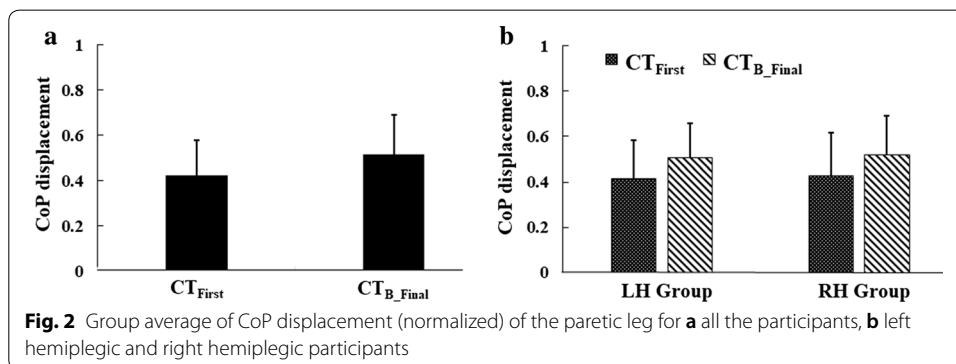 a
1
0.8
0.6
0.4
0.2
0
CoP displacement
CT_First
CT_B_Final
b
1
0.8
0.6
0.4
0.2
0
CoP displacement
CT_First CT_B_Final
LH Group RH Group
Fig. 2 Group average of CoP displacement (normalized) of the paretic leg for a all the participants, b left
hemiplegic and right hemiplegic participants